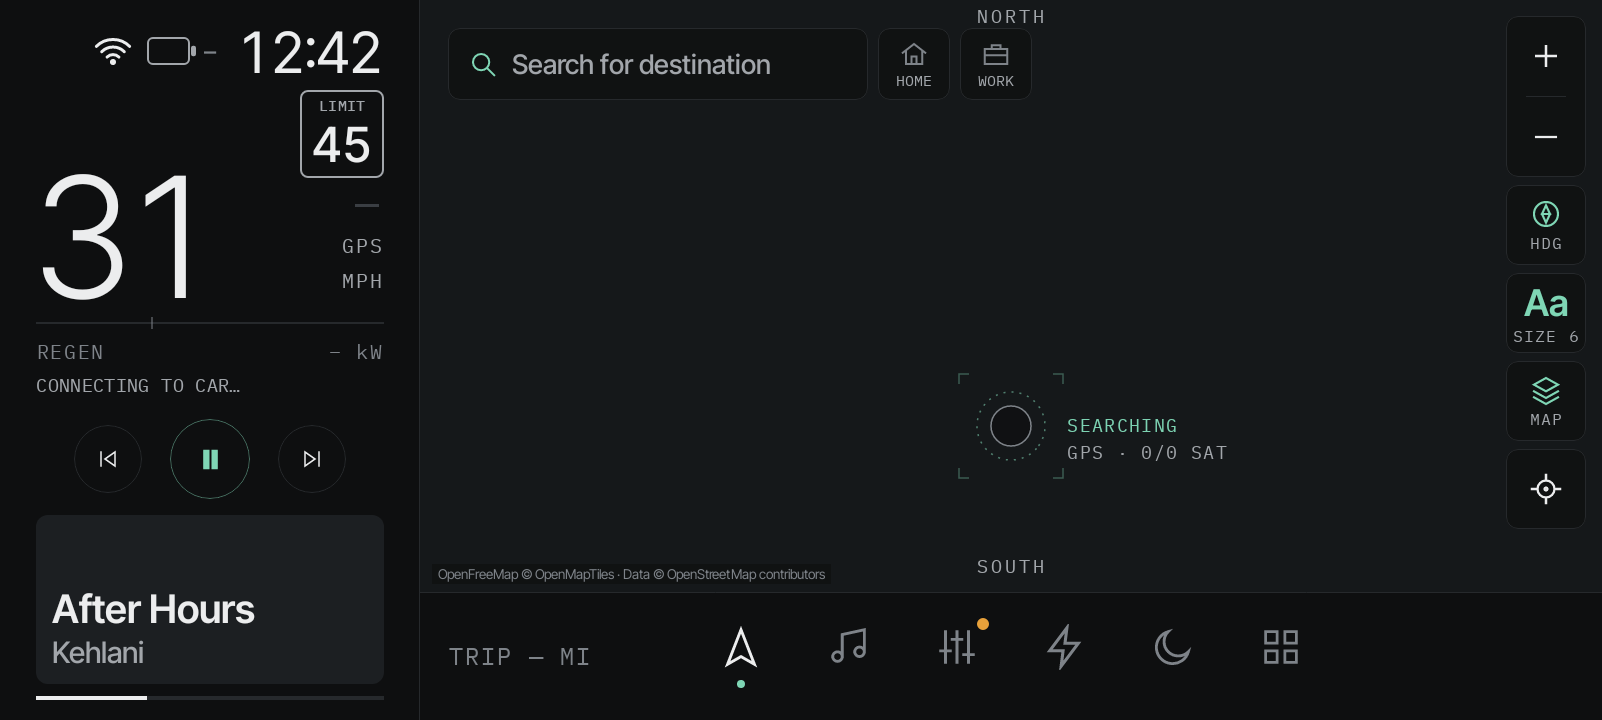 12:42
LIMIT
45
31
GPS
MPH
REGEN
– kW
CONNECTING TO CAR…
After Hours
Kehlani
NORTH
Search for destination
HOME
WORK
HDG
Aa
SIZE 6
MAP
SEARCHING
GPS · 0/0 SAT
SOUTH
OpenFreeMap © OpenMapTiles · Data © OpenStreetMap contributors
TRIP – MI